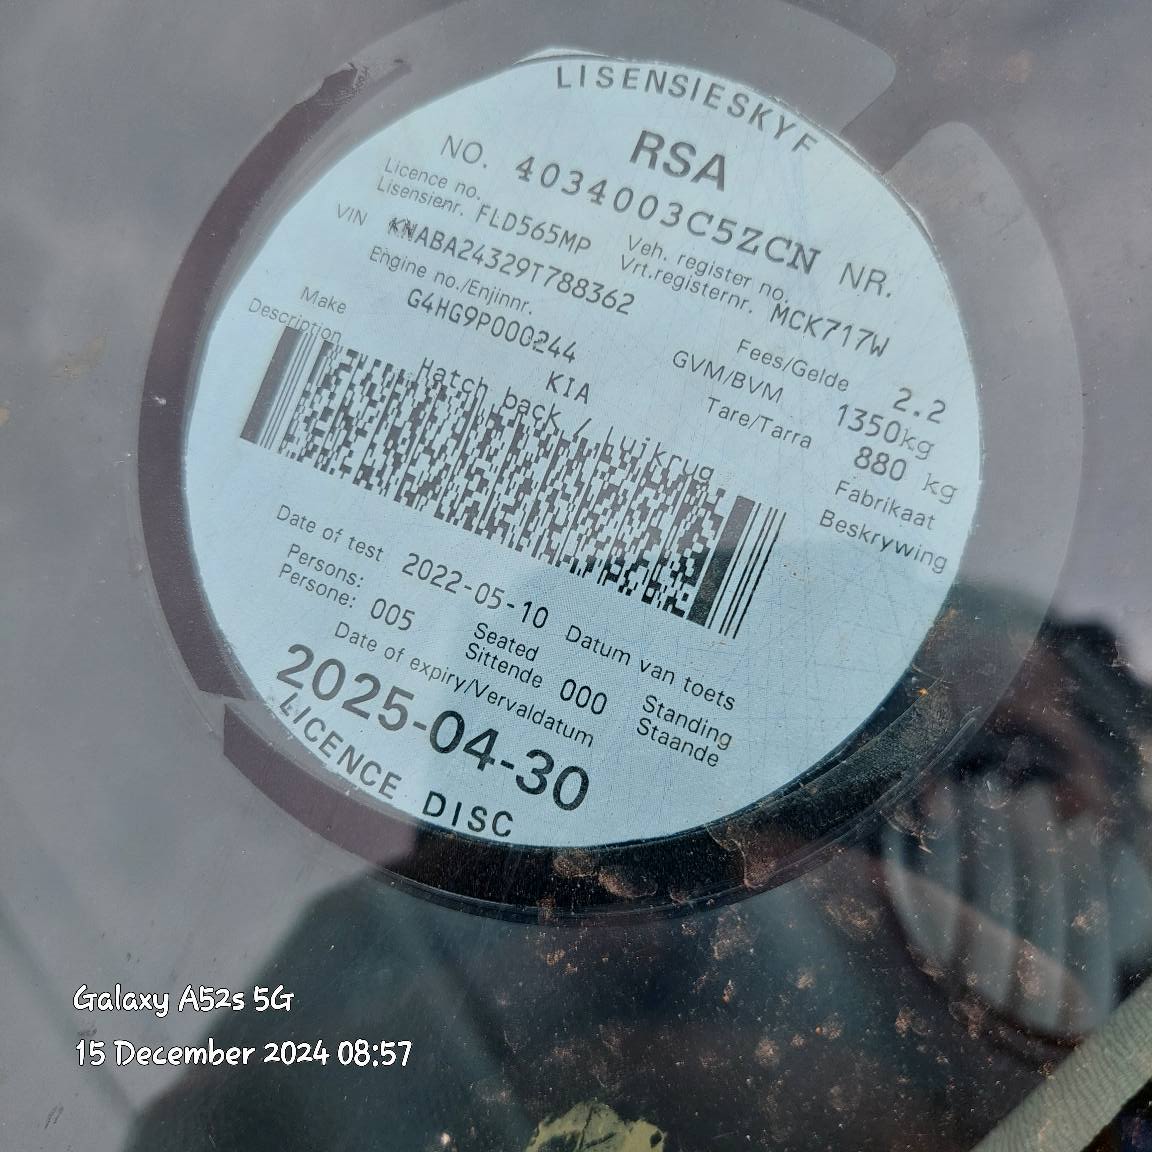 LISENSIESKYF
RSA
NO. 4034003C5ZCN NR.
Licence no.
Lisensienr. FLD565MP
Veh. register no.
Vrt.registernr. MCK717W
VIN KNABA24329T788362
Engine no./Enjinnr.
G4HG9P000244
Fees/Gelde 2.2
GVM/BVM 1350kg
Tare/Tarra 880 kg
Make KIA Fabrikaat
Description Hatch back / Luikrug Beskrywing
Date of test 2022-05-10 Datum van toets
Persons:
Persone: 005
Seated
Sittende 000
Standing
Staande
Date of expiry/Vervaldatum
2025-04-30
LICENCE DISC
Galaxy A52s 5G
15 December 2024 08:57